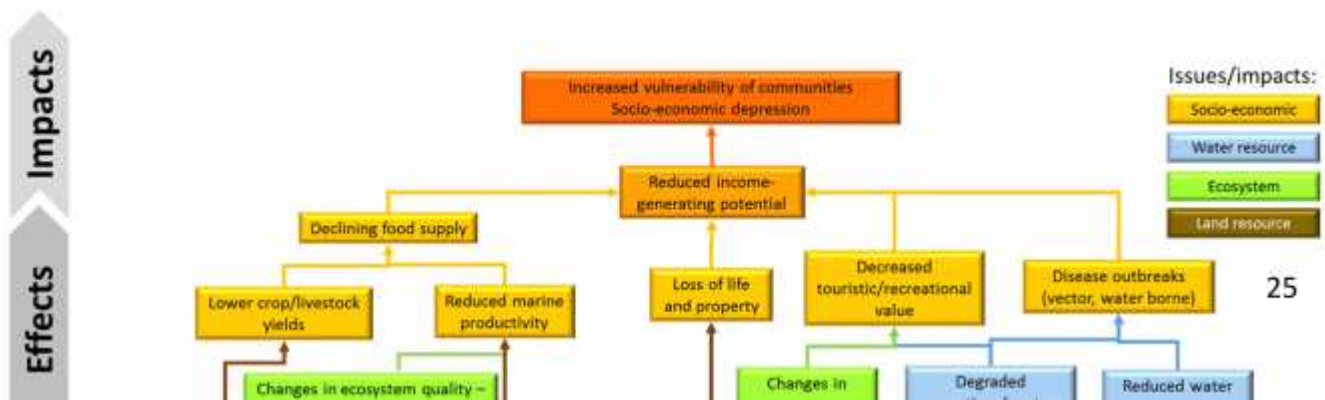 Impacts
Effects
Increased vulnerability of communities
Socio-economic depression
Issues/impacts:
Socio-economic
Water resource
Ecosystem
Land resource
Reduced income-
generating potential
Declining food supply
Lower crop/livestock
yields
Reduced marine
productivity
Loss of life
and property
Decreased
touristic/recreational
value
Disease outbreaks
(vector, water borne)
25
Changes in ecosystem quality –
Changes in
Degraded
Reduced water